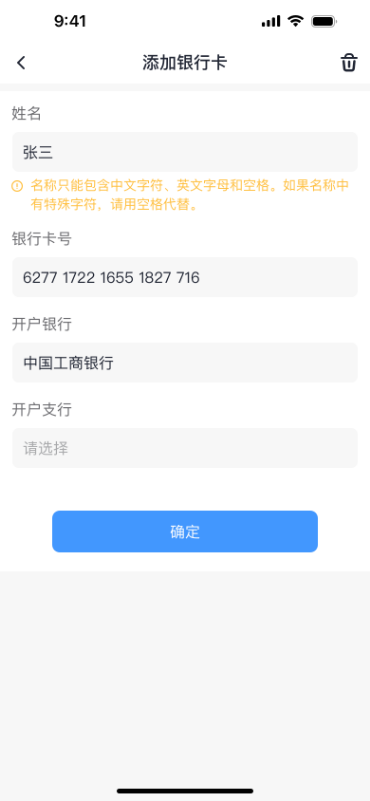 9:41
添加银行卡
姓名
张三
名称只能包含中文字符、英文字母和空格。如果名称中
有特殊字符，请用空格代替。
银行卡号
6277 1722 1655 1827 716
开户银行
中国工商银行
开户支行
请选择
确定